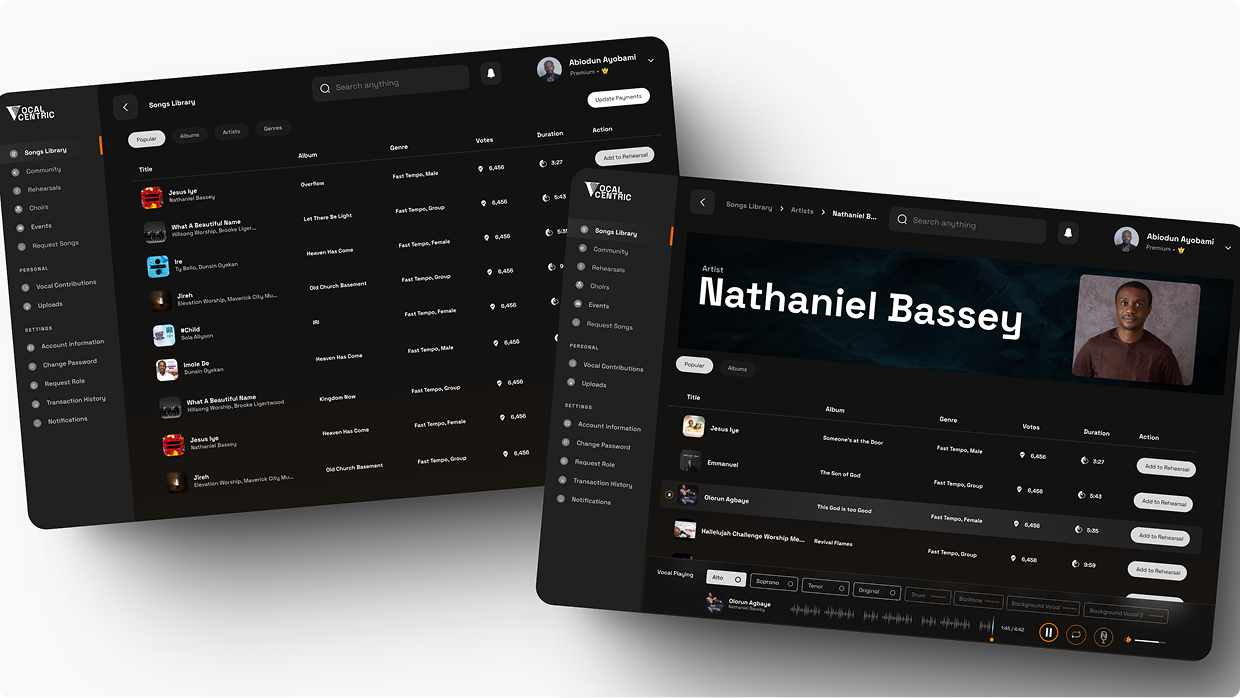 VOCAL
CENTRIC
Songs Library
Search anything
Abiodun Ayobami
Premium •
Update Payments
Popular
Albums
Artists
Genres
Songs Library
Community
Rehearsals
Choirs
Events
Request Songs
PERSONAL
Vocal Contributions
Uploads
SETTINGS
Account Information
Change Password
Request Role
Transaction History
Notifications
Title Album Genre Votes Duration Action
Jesus Iye Overflow Fast Tempo, Male 6,456 3:27 Add to Rehearsal
Nathaniel Bassey
What A Beautiful Name Let There Be Light Fast Tempo, Group 6,456 5:43
Hillsong Worship, Brooke Liger...
Ire Heaven Has Come Fast Tempo, Female 6,456
Ty Bello, Dunsin Oyekan
Jireh Old Church Basement Fast Tempo, Group 6,456 9
Elevation Worship, Maverick City Mu...
#Child IRI Fast Tempo, Female 6,456
Bola Allyson
Imole De Heaven Has Come Fast Tempo, Male 6,456
Dunsin Oyekan
What A Beautiful Name Kingdom Now Fast Tempo, Group 6,456
Hillsong Worship, Brooke Ligertwood
Jesus Iye Heaven Has Come Fast Tempo, Female 6,456
Nathaniel Bassey
Jireh Old Church Basement Fast Tempo, Group 6,456
Elevation Worship, Maverick City Mu...
VOCAL
CENTRIC
Songs Library
Artists
Nathaniel B...
Search anything
Abiodun Ayobami
Premium •
Songs Library
Community
Rehearsals
Choirs
Events
Request Songs
PERSONAL
Vocal Contributions
Uploads
SETTINGS
Account Information
Change Password
Request Role
Transaction History
Notifications
Artist
Nathaniel Bassey
Popular
Albums
Title Album Genre Votes Duration Action
Jesus Iye Someone's at the Door Fast Tempo, Male 6,456 3:27 Add to Rehearsal
Emmanuel The Son of God Fast Tempo, Group 6,456 5:43 Add to Rehearsal
Olorun Agbaye This God is too Good Fast Tempo, Female 6,456 5:35 Add to Rehearsal
Hallelujah Challenge Worship Me... Revival Flames Fast Tempo, Group 6,456 9:59 Add to Rehearsal
Vocal Playing
Alto
Soprano
Tenor
Original
Drum
Baritone
Background Vocal
Background Vocal 2
Olorun Agbaye
Nathaniel Bassey
1:45 / 4:42